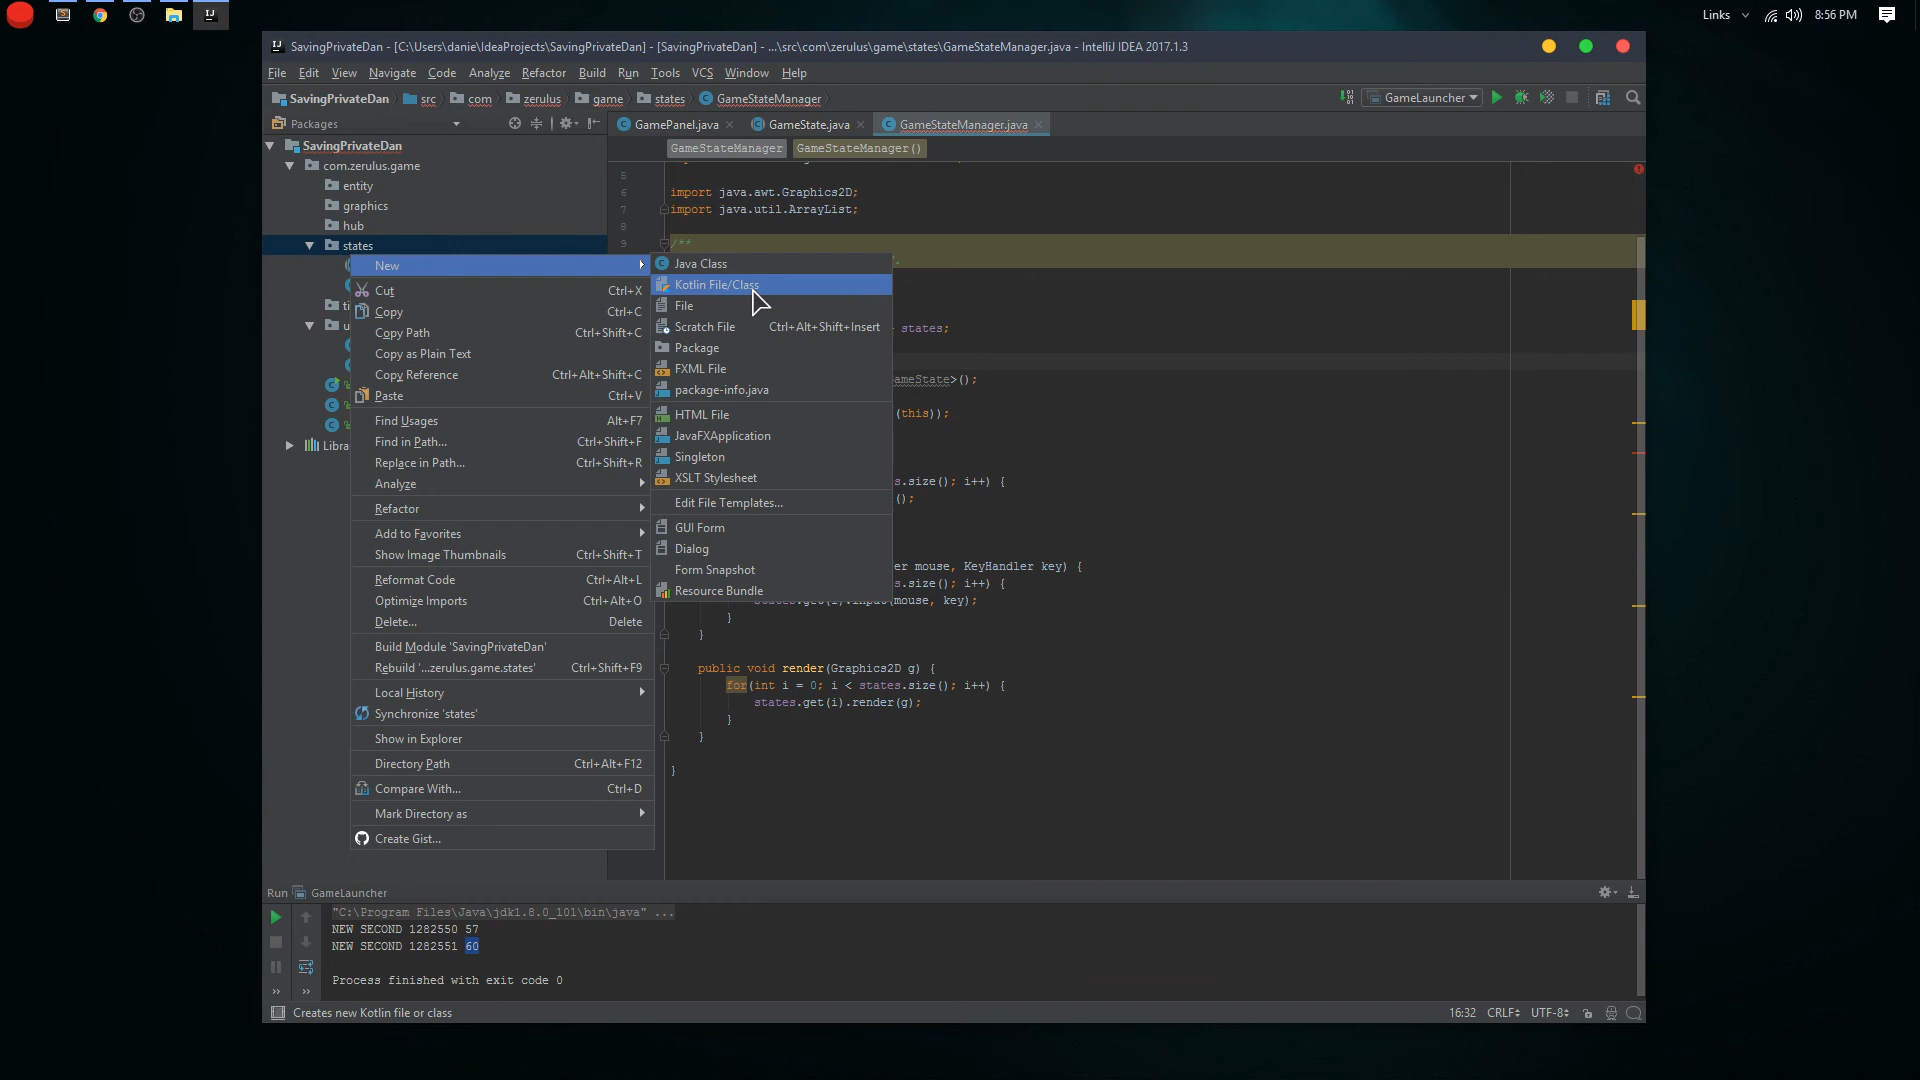 Links
8:56 PM
SavingPrivateDan - [C:\Users\danie\IdeaProjects\SavingPrivateDan] - [SavingPrivateDan] - ...\src\com\zerulus\game\states\GameStateManager.java - IntelliJ IDEA 2017.1.3
File Edit View Navigate Code Analyze Refactor Build Run Tools VCS Window Help
SavingPrivateDan src com zerulus game states GameStateManager
GameLauncher
Packages
GamePanel.java GameState.java GameStateManager.java
GameStateManager GameStateManager()
SavingPrivateDan
com.zerulus.game
entity
graphics
hub
states
Libra
New
Cut Ctrl+X
Copy Ctrl+C
Copy Path Ctrl+Shift+C
Copy as Plain Text
Copy Reference Ctrl+Alt+Shift+C
Paste Ctrl+V
Find Usages Alt+F7
Find in Path... Ctrl+Shift+F
Replace in Path... Ctrl+Shift+R
Analyze
Refactor
Add to Favorites
Show Image Thumbnails Ctrl+Shift+T
Reformat Code Ctrl+Alt+L
Optimize Imports Ctrl+Alt+O
Delete... Delete
Build Module 'SavingPrivateDan'
Rebuild '...zerulus.game.states' Ctrl+Shift+F9
Local History
Synchronize 'states'
Show in Explorer
Directory Path Ctrl+Alt+F12
Compare With... Ctrl+D
Mark Directory as
Create Gist...
Java Class
Kotlin File/Class
File
Scratch File Ctrl+Alt+Shift+Insert
Package
FXML File
package-info.java
HTML File
JavaFXApplication
Singleton
XSLT Stylesheet
Edit File Templates...
GUI Form
Dialog
Form Snapshot
Resource Bundle
5
6 import java.awt.Graphics2D;
7 import java.util.ArrayList;
8
9 /**
states;
ameState>();
(this));
s.size(); i++) {
();
er mouse, KeyHandler key) {
s.size(); i++) {
states.get(i).input(mouse, key);
}
}
public void render(Graphics2D g) {
for(int i = 0; i < states.size(); i++) {
states.get(i).render(g);
}
}
}
Run GameLauncher
"C:\Program Files\Java\jdk1.8.0_101\bin\java" ...
NEW SECOND 1282550 57
NEW SECOND 1282551 60
Process finished with exit code 0
Creates new Kotlin file or class
16:32 CRLF UTF-8